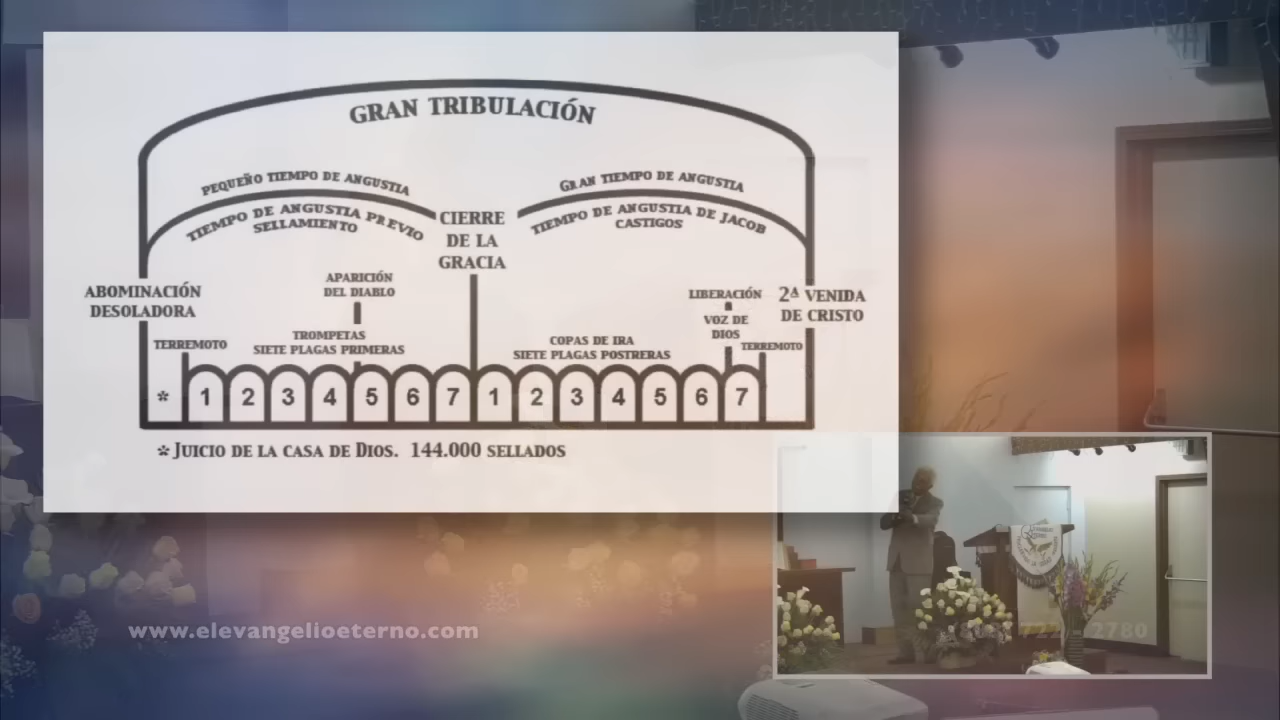 GRAN TRIBULACIÓN
PEQUEÑO TIEMPO DE ANGUSTIA
GRAN TIEMPO DE ANGUSTIA
TIEMPO DE ANGUSTIA PREVIO
SELLAMIENTO
TIEMPO DE ANGUSTIA DE JACOB
CASTIGOS
CIERRE
DE LA
GRACIA
ABOMINACIÓN
DESOLADORA
APARICIÓN
DEL DIABLO
LIBERACIÓN
VOZ DE
DIOS
2ª VENIDA
DE CRISTO
TERREMOTO
TROMPETAS
SIETE PLAGAS PRIMERAS
COPAS DE IRA
SIETE PLAGAS POSTRERAS
TERREMOTO
* 1 2 3 4 5 6 7 1 2 3 4 5 6 7
* JUICIO DE LA CASA DE DIOS. 144.000 SELLADOS
www.elevangelioeterno.com
2780